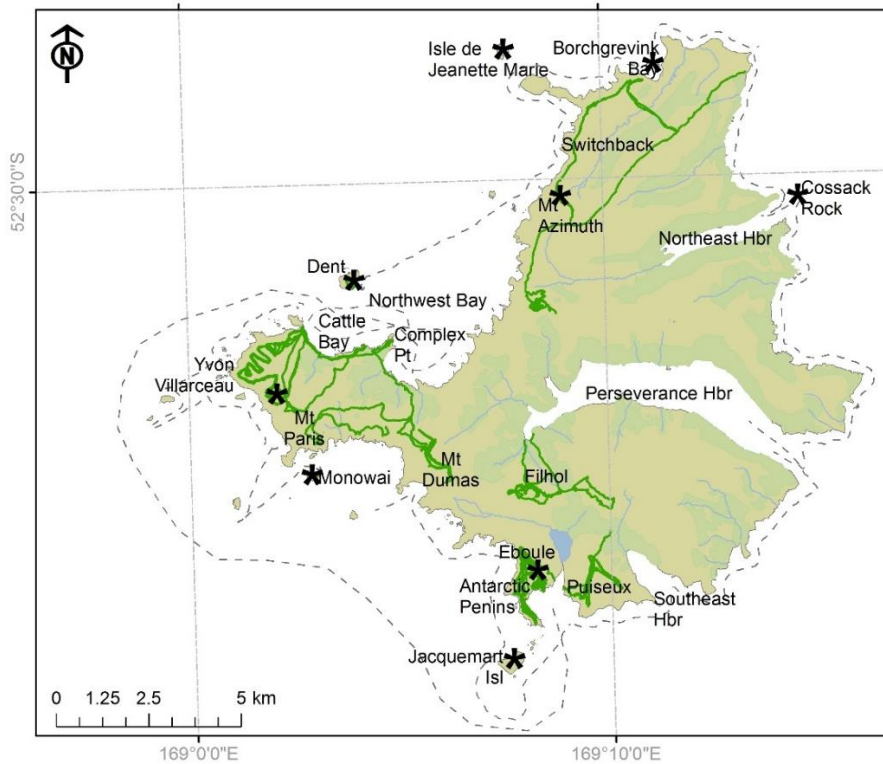 N
Isle de
Jeanette Marie
Borchgrevink
Bay
Switchback
52°30'0"S
Mt
Azimuth
Cossack
Rock
Northeast Hbr
Dent
Northwest Bay
Cattle
Bay
Complex
Pt
Yvon
Villarceau
Perseverance Hbr
Mt
Paris
Mt
Dumas
Monowai
Filhol
Eboule
Antarctic
Penins
Puiseux
Southeast
Hbr
Jacquemart
Isl
0 1.25 2.5 5 km
169°0'0"E
169°10'0"E